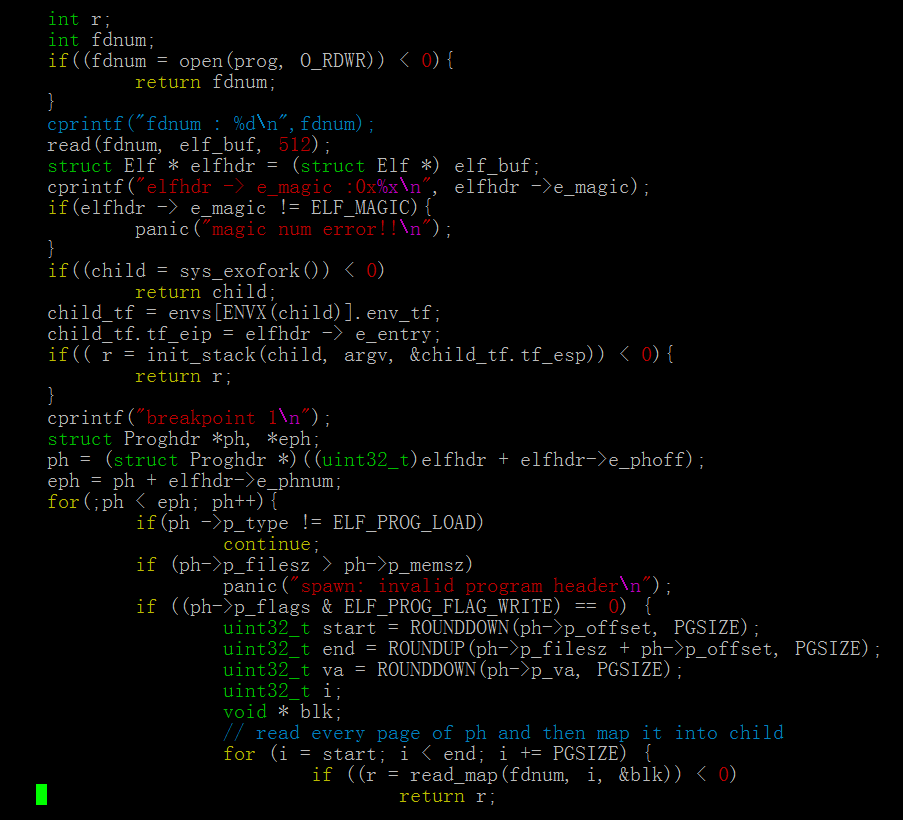 int r;
int fdnum;
if((fdnum = open(prog, O_RDWR)) < 0){
return fdnum;
}
cprintf("fdnum : %d\n",fdnum);
read(fdnum, elf_buf, 512);
struct Elf * elfhdr = (struct Elf *) elf_buf;
cprintf("elfhdr -> e_magic :0x%x\n", elfhdr ->e_magic);
if(elfhdr -> e_magic != ELF_MAGIC){
panic("magic num error!!\n");
}
if((child = sys_exofork()) < 0)
return child;
child_tf = envs[ENVX(child)].env_tf;
child_tf.tf_eip = elfhdr -> e_entry;
if(( r = init_stack(child, argv, &child_tf.tf_esp)) < 0){
return r;
}
cprintf("breakpoint 1\n");
struct Proghdr *ph, *eph;
ph = (struct Proghdr *)((uint32_t)elfhdr + elfhdr->e_phoff);
eph = ph + elfhdr->e_phnum;
for(;ph < eph; ph++){
if(ph ->p_type != ELF_PROG_LOAD)
continue;
if (ph->p_filesz > ph->p_memsz)
panic("spawn: invalid program header\n");
if ((ph->p_flags & ELF_PROG_FLAG_WRITE) == 0) {
uint32_t start = ROUNDDOWN(ph->p_offset, PGSIZE);
uint32_t end = ROUNDUP(ph->p_filesz + ph->p_offset, PGSIZE);
uint32_t va = ROUNDDOWN(ph->p_va, PGSIZE);
uint32_t i;
void * blk;
// read every page of ph and then map it into child
for (i = start; i < end; i += PGSIZE) {
if ((r = read_map(fdnum, i, &blk)) < 0)
return r;